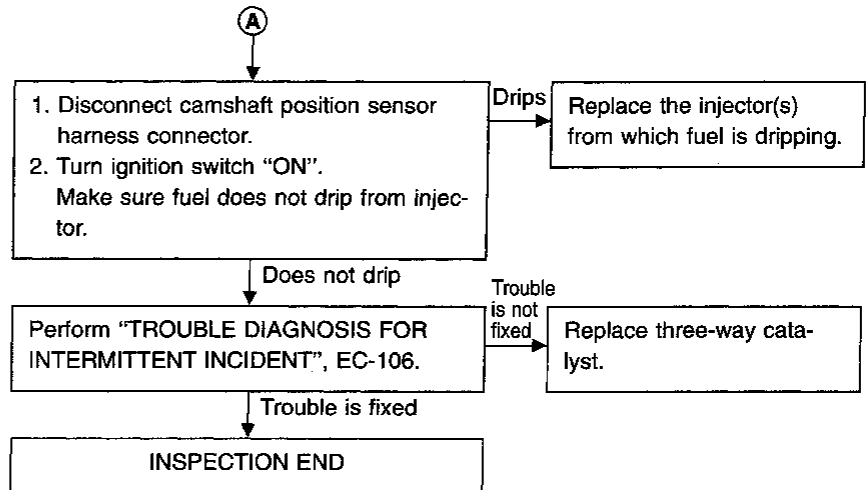 A
1. Disconnect camshaft position sensor
harness connector.
2. Turn ignition switch “ON”.
Make sure fuel does not drip from injec-
tor.
Drips
Replace the injector(s)
from which fuel is dripping.
Does not drip
Perform “TROUBLE DIAGNOSIS FOR
INTERMITTENT INCIDENT”, EC-106.
Trouble
is not
fixed
Replace three-way cata-
lyst.
Trouble is fixed
INSPECTION END